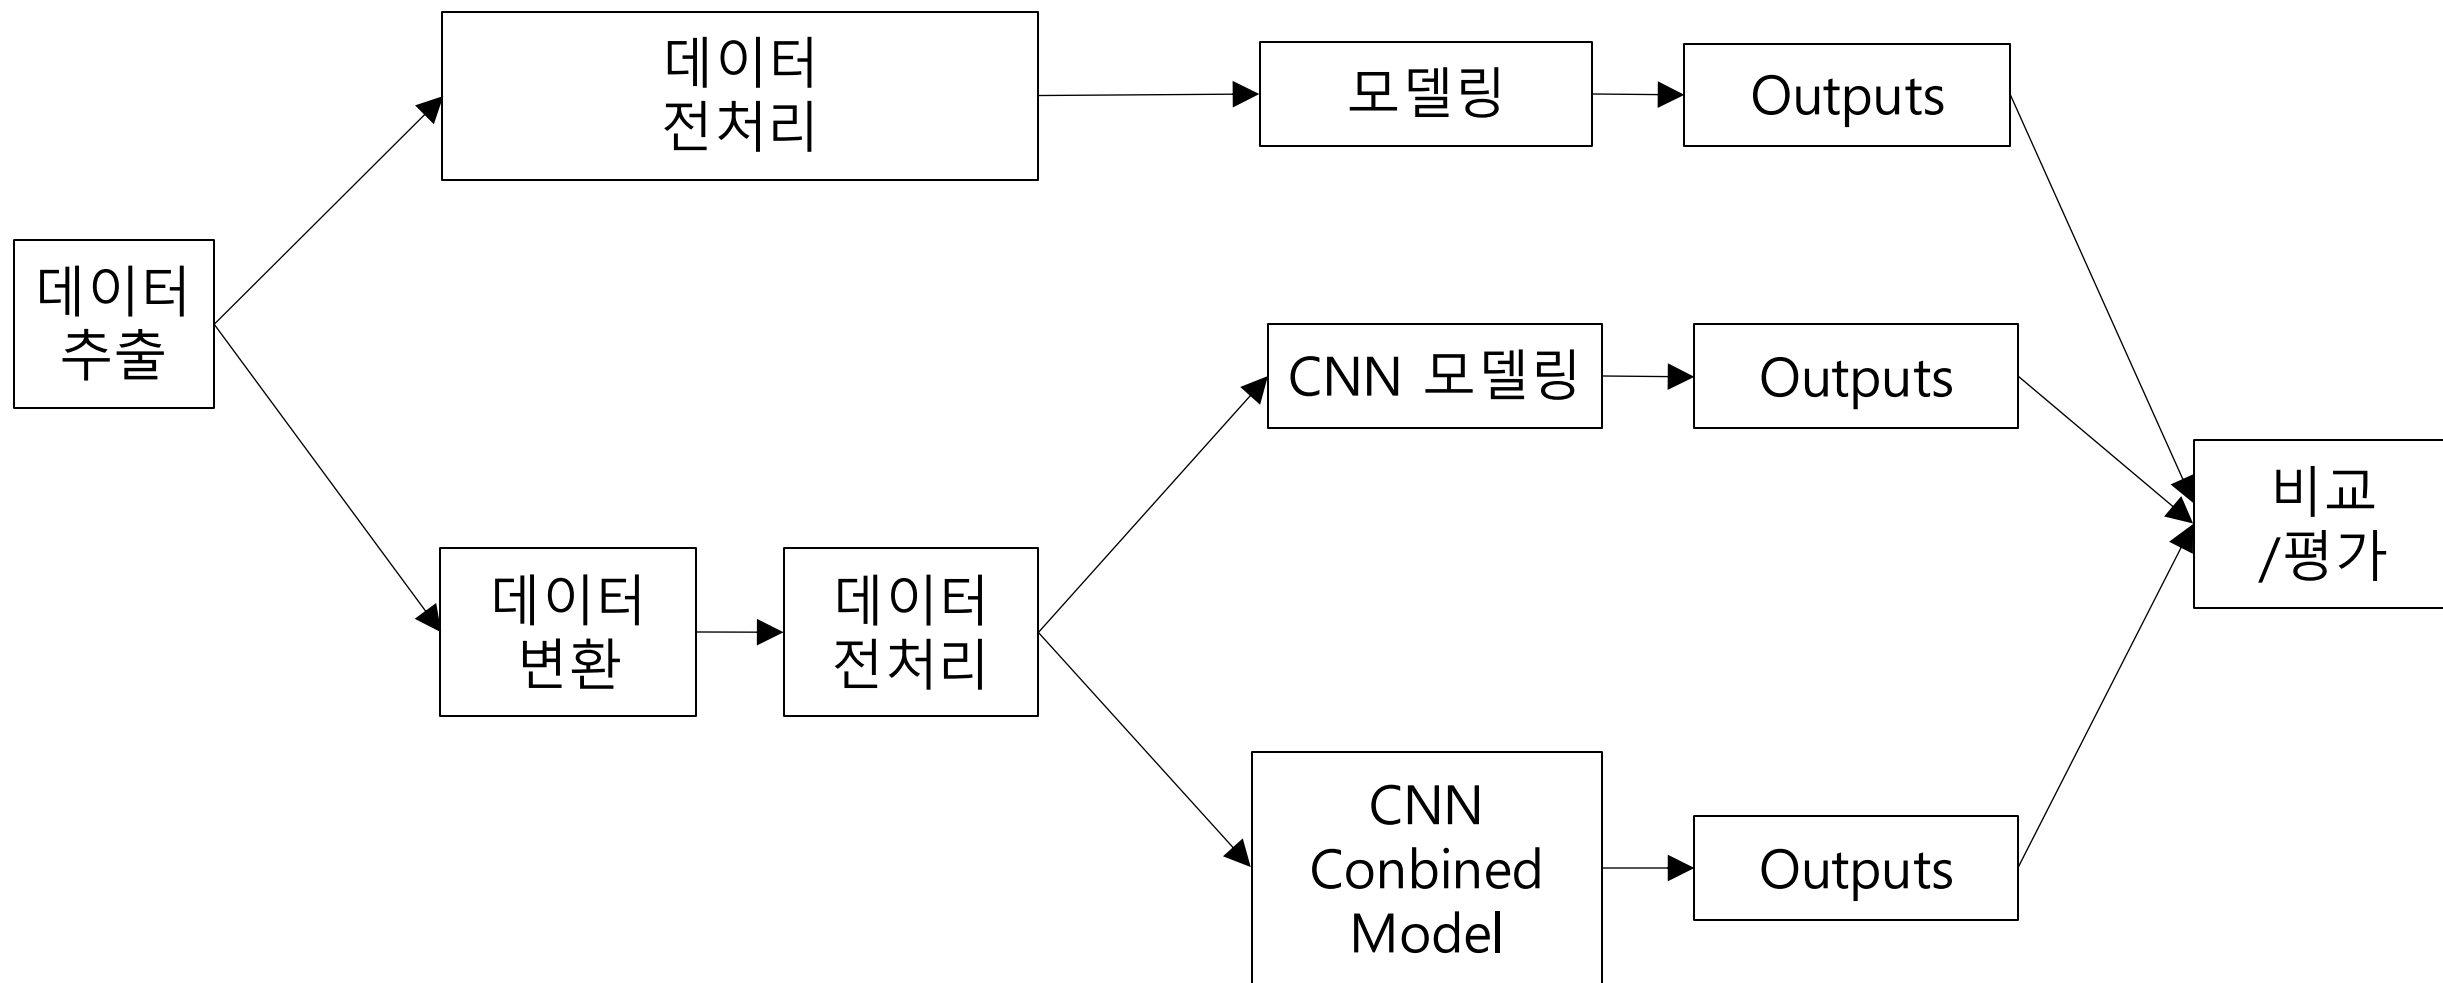 데이터
전처리
모델링
Outputs
데이터
추출
CNN 모델링
Outputs
비교
/평가
데이터
변환
데이터
전처리
CNN
Conbined
Model
Outputs